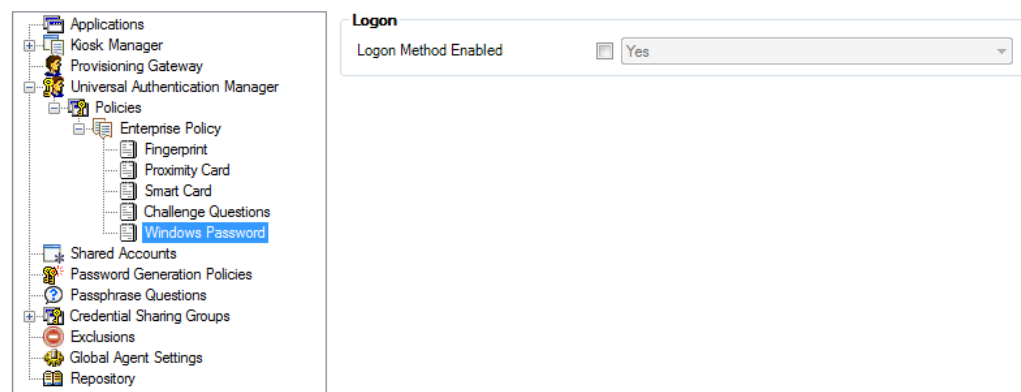 Applications
Kiosk Manager
Provisioning Gateway
Universal Authentication Manager
Policies
Enterprise Policy
Fingerprint
Proximity Card
Smart Card
Challenge Questions
Windows Password
Shared Accounts
Password Generation Policies
Passphrase Questions
Credential Sharing Groups
Exclusions
Global Agent Settings
Repository
Logon
Logon Method Enabled Yes